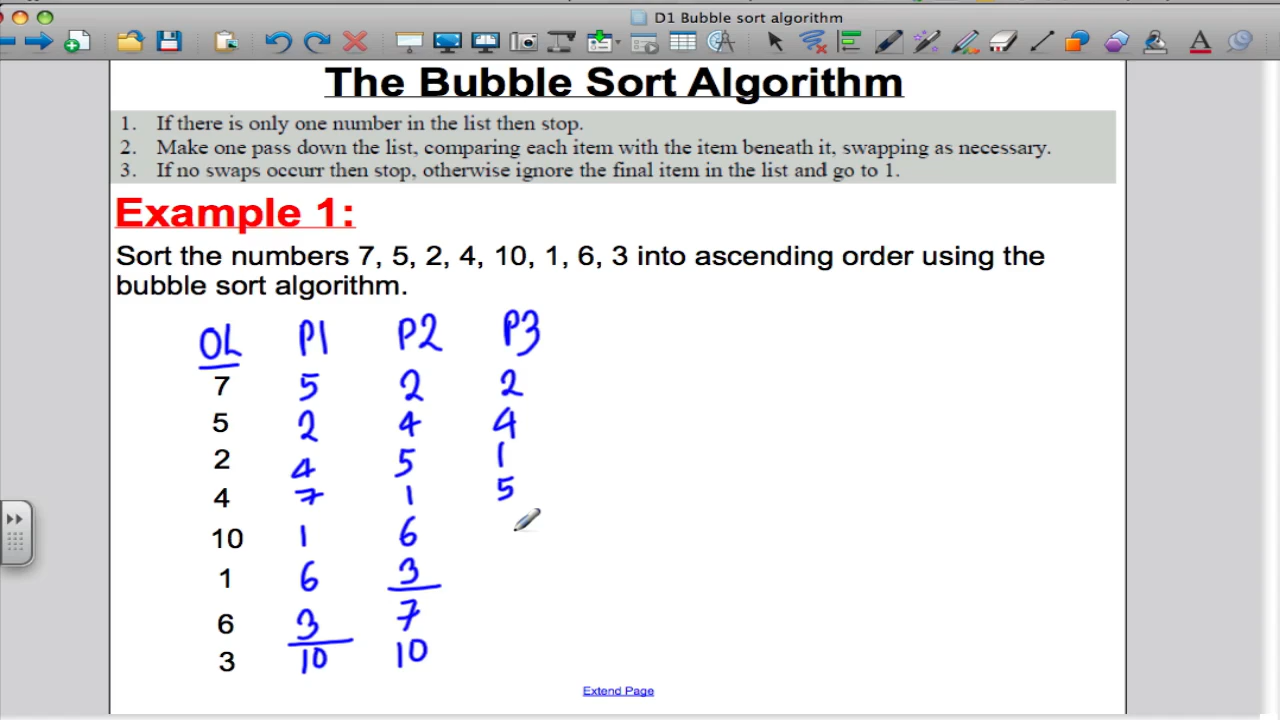 D1 Bubble sort algorithm
The Bubble Sort Algorithm
1. If there is only one number in the list then stop.
2. Make one pass down the list, comparing each item with the item beneath it, swapping as necessary.
3. If no swaps occurr then stop, otherwise ignore the final item in the list and go to 1.
Example 1:
Sort the numbers 7, 5, 2, 4, 10, 1, 6, 3 into ascending order using the
bubble sort algorithm.
OL P1 P2 P3
7 5 2 2
5 2 4 4
2 4 5 1
4 7 1 5
10 1 6
1 6 3
6 3 7
3 10 10
Extend Page